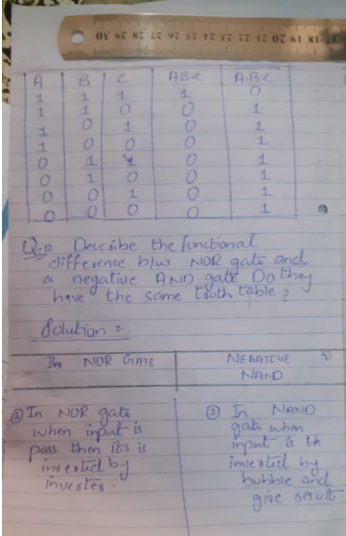 A B C A·B·C A·B·C
1 1 1 1 0
1 1 0 0 1
1 0 1 0 1
1 0 0 0 1
0 1 1 0 1
0 1 0 0 1
0 0 1 0 1
0 0 0 0 1
Q.12 Describe the functional
difference b/w NOR gate and
a negative AND gate Do they
have the same truth table?
Solution :
NOR GATE
NEGATIVE
NAND
① In NOR gate
when input is
pass then its is
inverted by
inverter.
① In NAND
gate when
input is th
inverted by
bubble and
give result